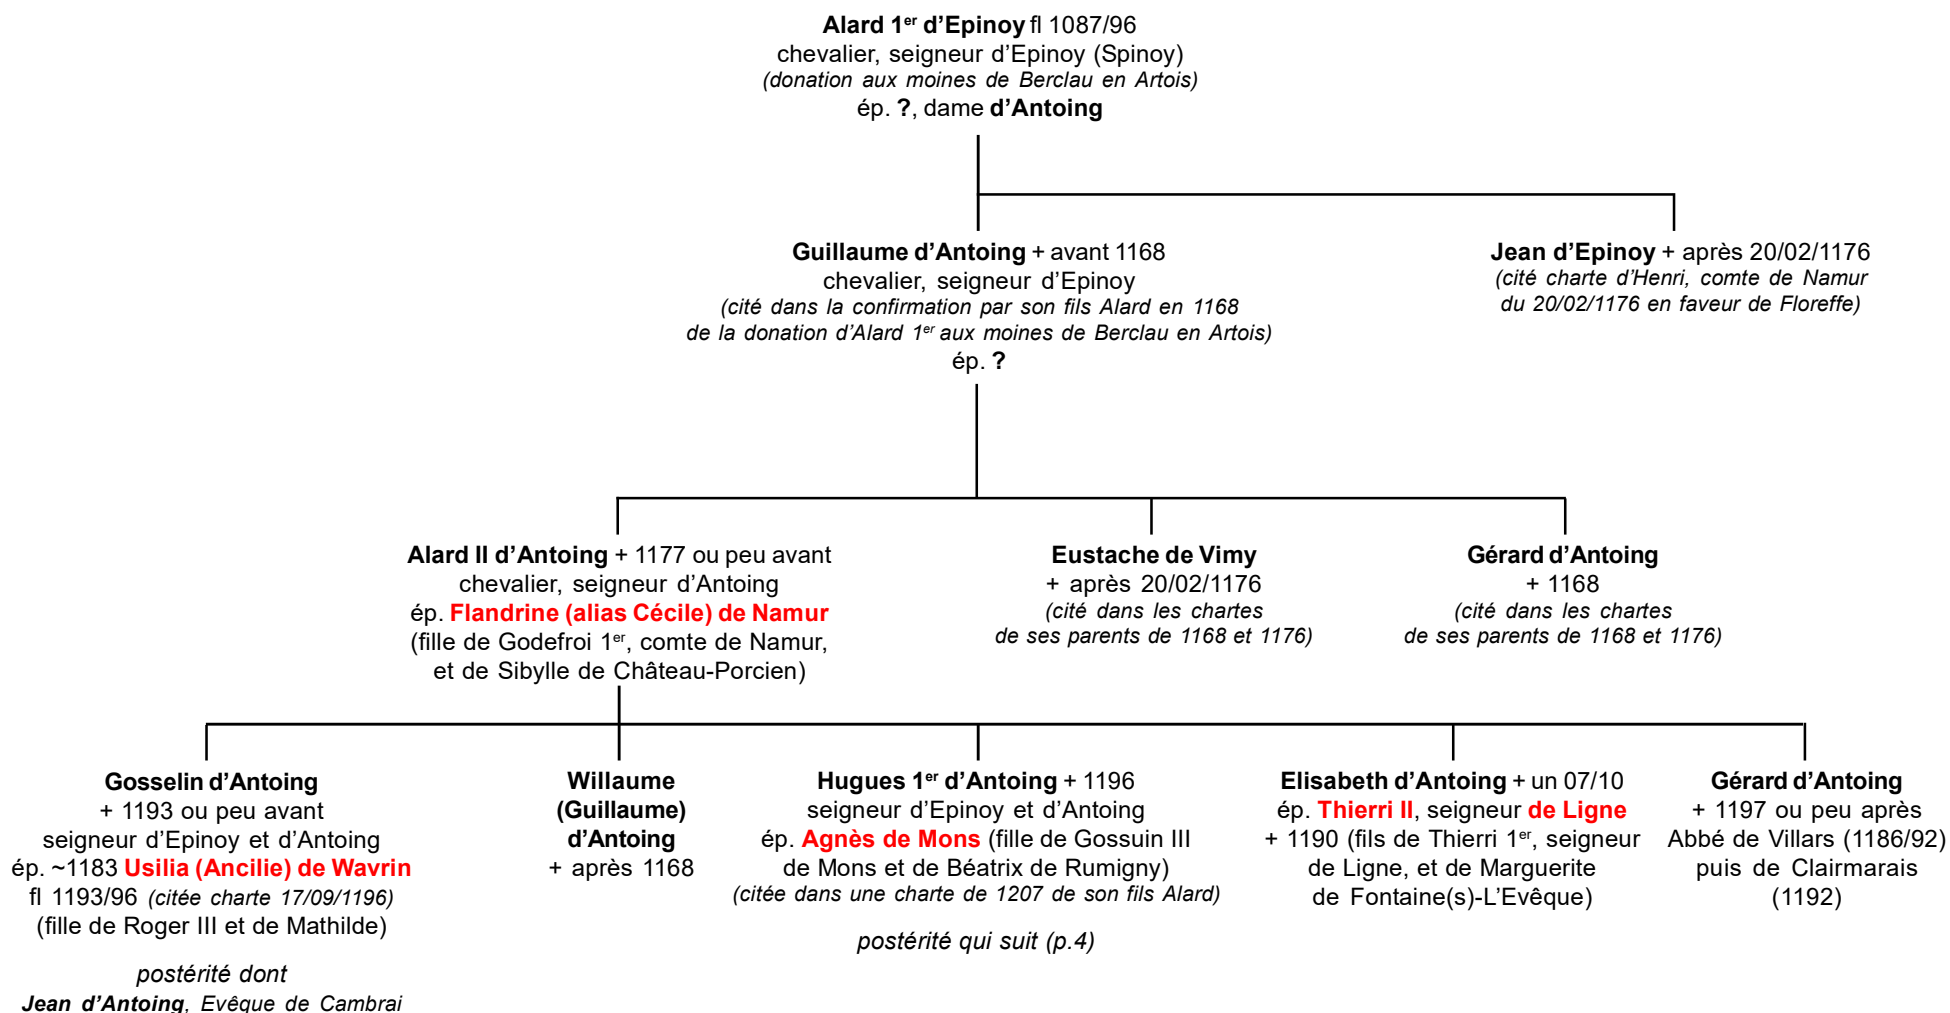 Alard 1er d’Epinoy fl 1087/96
chevalier, seigneur d’Epinoy (Spinoy)
(donation aux moines de Berclau en Artois)
ép. ?, dame d’Antoing
Guillaume d’Antoing + avant 1168
chevalier, seigneur d’Epinoy
(cité dans la confirmation par son fils Alard en 1168
de la donation d’Alard 1er aux moines de Berclau en Artois)
ép. ?
Jean d’Epinoy + après 20/02/1176
(cité charte d’Henri, comte de Namur
du 20/02/1176 en faveur de Floreffe)
Alard II d’Antoing + 1177 ou peu avant
chevalier, seigneur d’Antoing
ép. Flandrine (alias Cécile) de Namur
(fille de Godefroi 1er, comte de Namur,
et de Sibylle de Château-Porcien)
Eustache de Vimy
+ après 20/02/1176
(cité dans les chartes
de ses parents de 1168 et 1176)
Gérard d’Antoing
+ 1168
(cité dans les chartes
de ses parents de 1168 et 1176)
Gosselin d’Antoing
+ 1193 ou peu avant
seigneur d’Epinoy et d’Antoing
ép. ~1183 Usilia (Ancilie) de Wavrin
fl 1193/96 (citée charte 17/09/1196)
(fille de Roger III et de Mathilde)
postérité dont
Jean d’Antoing, Evêque de Cambrai
Willaume
(Guillaume)
d’Antoing
+ après 1168
Hugues 1er d’Antoing + 1196
seigneur d’Epinoy et d’Antoing
ép. Agnès de Mons (fille de Gossuin III
de Mons et de Béatrix de Rumigny)
(citée dans une charte de 1207 de son fils Alard)
postérité qui suit (p.4)
Elisabeth d’Antoing + un 07/10
ép. Thierri II, seigneur de Ligne
+ 1190 (fils de Thierri 1er, seigneur
de Ligne, et de Marguerite
de Fontaine(s)-L’Evêque)
Gérard d’Antoing
+ 1197 ou peu après
Abbé de Villars (1186/92)
puis de Clairmarais
(1192)